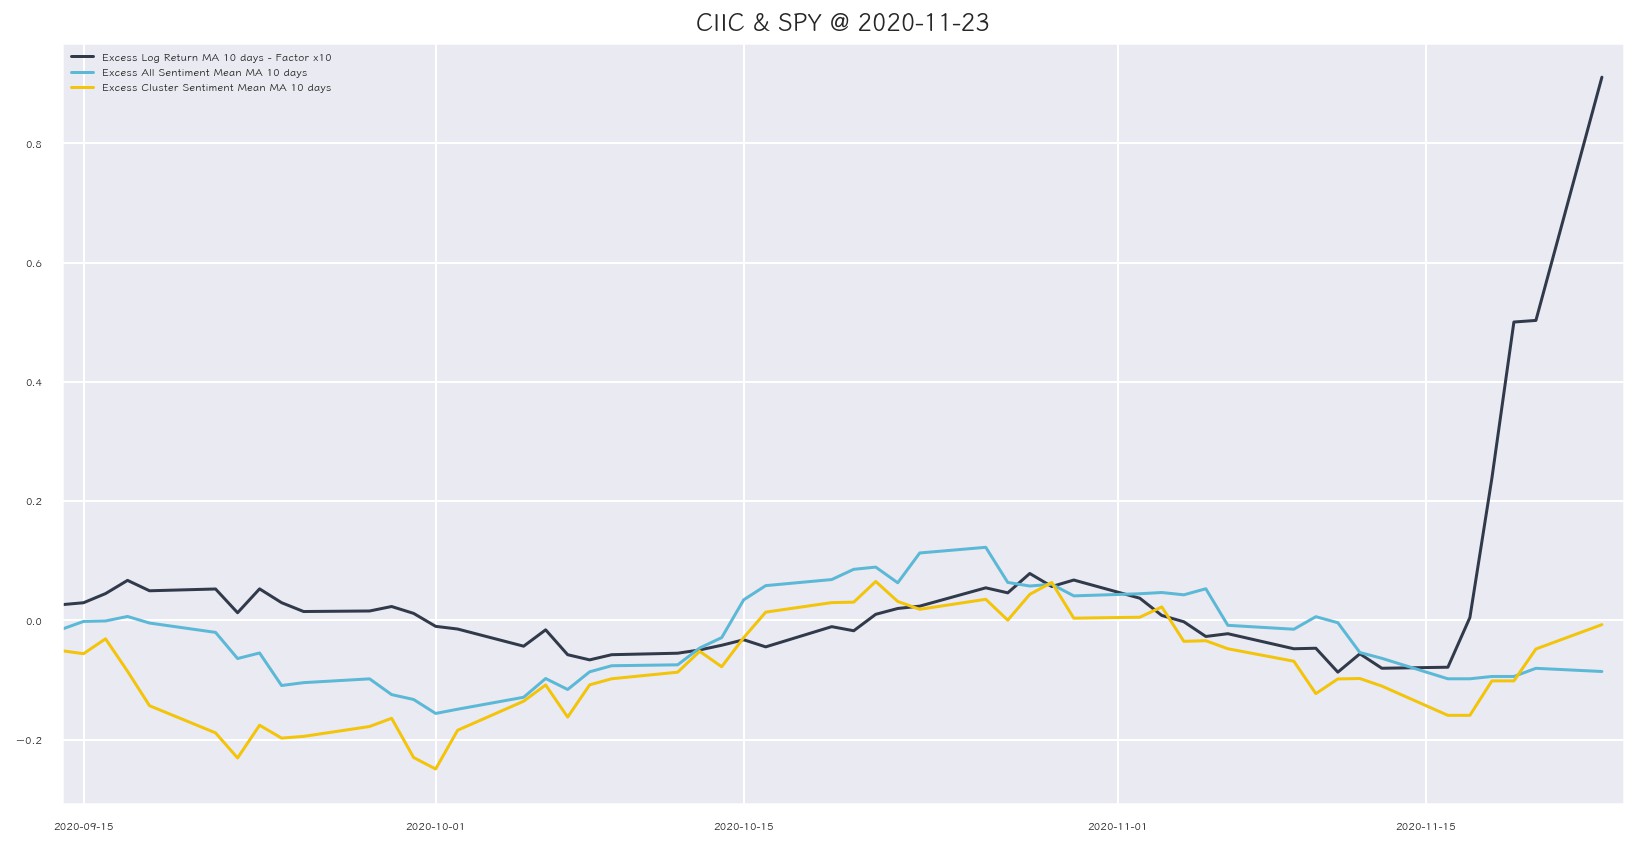 CIIC & SPY @ 2020-11-23
Excess Log Return MA 10 days - Factor x10
Excess All Sentiment Mean MA 10 days
Excess Cluster Sentiment Mean MA 10 days
0.8
0.6
0.4
0.2
0.0
−0.2
2020-09-15 2020-10-01 2020-10-15 2020-11-01 2020-11-15